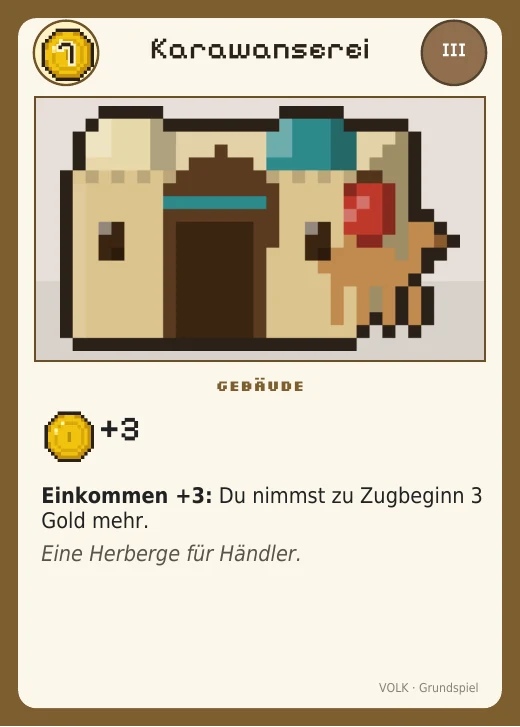 7
Karawanserei
III
GEBÄUDE
+3
Einkommen +3: Du nimmst zu Zugbeginn 3
Gold mehr.
Eine Herberge für Händler.
VOLK · Grundspiel